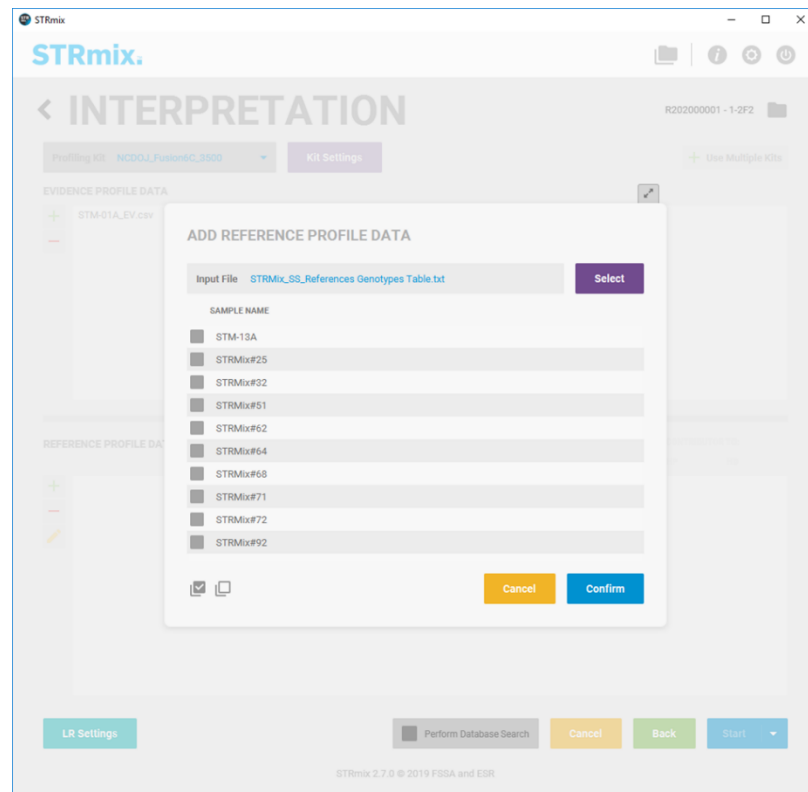 STRmix
STRmix.
INTERPRETATION
R202000001 - 1-2F2
Profiling Kit NCDOJ_Fusion6C_3500
Kit Settings
+ Use Multiple Kits
EVIDENCE PROFILE DATA
STM-01A_EV.csv
ADD REFERENCE PROFILE DATA
Input File STRMix_SS_References Genotypes Table.txt
Select
SAMPLE NAME
STM-13A
STRMix#25
STRMix#32
STRMix#51
STRMix#62
STRMix#64
STRMix#68
STRMix#71
STRMix#72
STRMix#92
REFERENCE PROFILE DA
Cancel
Confirm
LR Settings
Perform Database Search
Cancel
Back
Start
STRmix 2.7.0 © 2019 FSSA and ESR